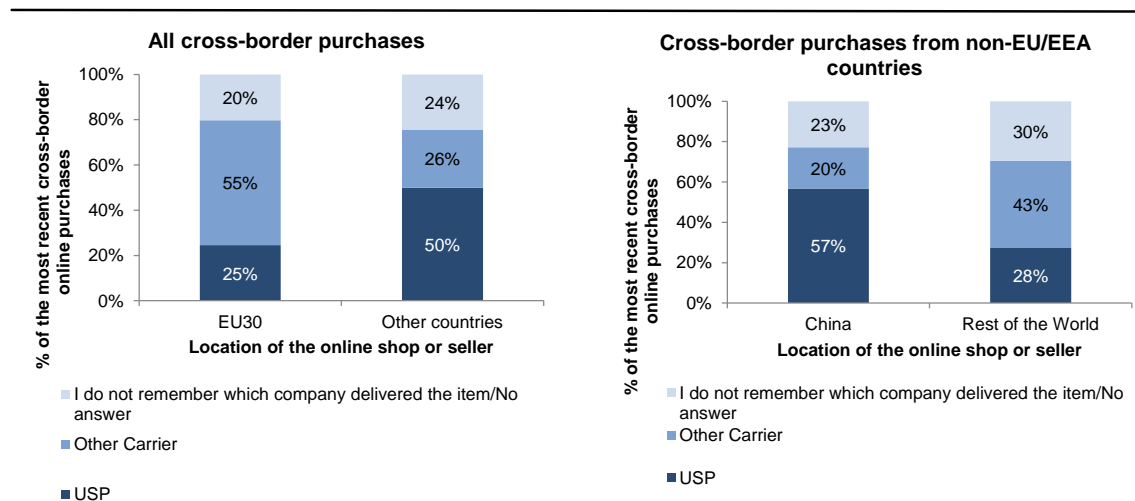 All cross-border purchases
% of the most recent cross-border
online purchases
100%
80%
60%
40%
20%
0%
20%
55%
25%
24%
26%
50%
EU30
Other countries
Location of the online shop or seller
I do not remember which company delivered the item/No
answer
Other Carrier
USP
Cross-border purchases from non-EU/EEA
countries
% of the most recent cross-border
online purchases
100%
80%
60%
40%
20%
0%
23%
20%
57%
30%
43%
28%
China
Rest of the World
Location of the online shop or seller
I do not remember which company delivered the item/No
answer
Other Carrier
USP